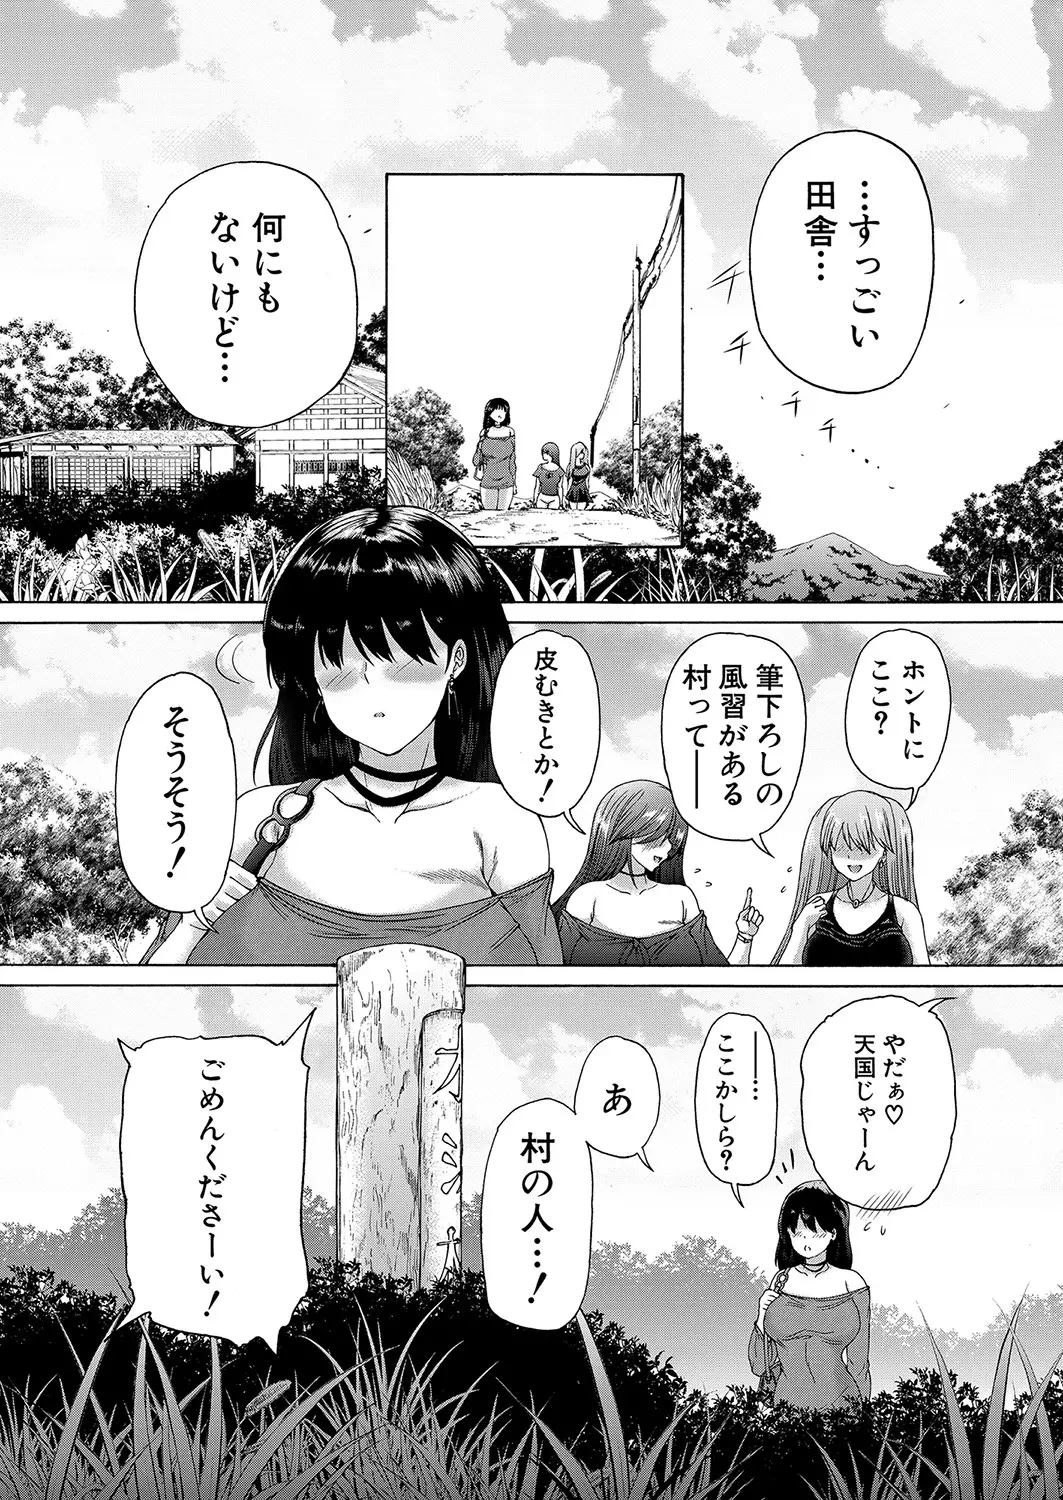 …すっごい
田舎…
チ
チ
チ
チ
何にも
ないけど…
ホントに
ここ?
筆下ろしの
風習がある
村って――
皮むきとか!
そうそう!
やだぁ♡
天国じゃーん
――…
ここかしら?
あ
村の人…!
ごめんくださーい!